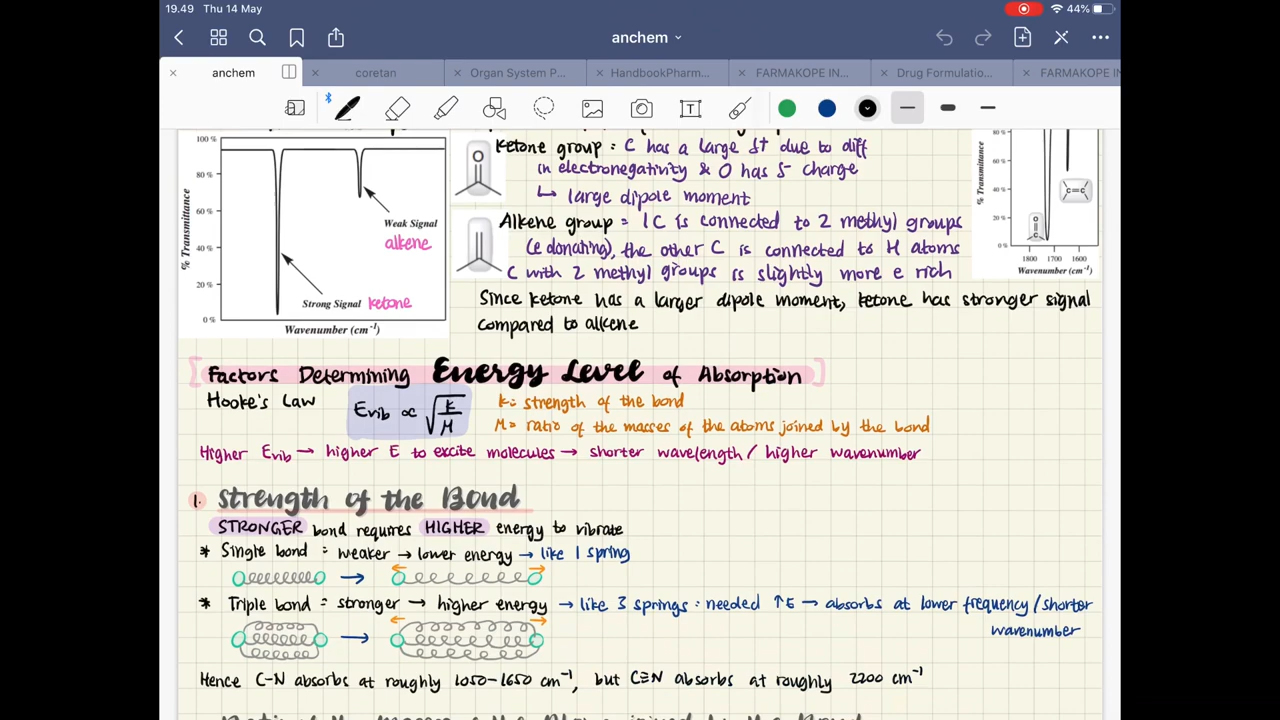 19.49 Thu 14 May
44%
anchem
anchem
coretan
Organ System P...
HandbookPharm...
FARMAKOPE IN...
Drug Formulatio...
FARMAKOPE IN
100 %
80%
60%
40%
20%
0%
% Transmittance
Weak Signal
alkene
Strong Signal ketone
Wavenumber (cm⁻¹)
O
Ketone group : C has a large δ+ due to diff
in electronegativity & O has δ- charge
↳ large dipole moment
Alkene group = 1 C is connected to 2 methyl groups
(e donating), the other C is connected to H atoms
C with 2 methyl groups is slightly more e rich
80 %
60 %
40 %
20 %
0 %
% Transmittance
C=C
1800 1700 1600
Wavenumber (cm⁻¹)
Since ketone has a larger dipole moment, ketone has stronger signal
compared to alkene
[Factors Determining Energy Level of Absorption]
Hooke's Law
Evib ∝ √k/M
k: strength of the bond
M= ratio of the masses of the atoms joined by the bond
Higher Evib → higher E to excite molecules → shorter wavelength / higher wavenumber
1. Strength of the Bond
STRONGER bond requires HIGHER energy to vibrate
* Single bond : weaker → lower energy → like 1 spring
* Triple bond = stronger → higher energy → like 3 springs : needed ↑E → absorbs at lower frequency/shorter
wavenumber
Hence C-N absorbs at roughly 1050-1650 cm⁻¹, but C≡N absorbs at roughly 2200 cm⁻¹